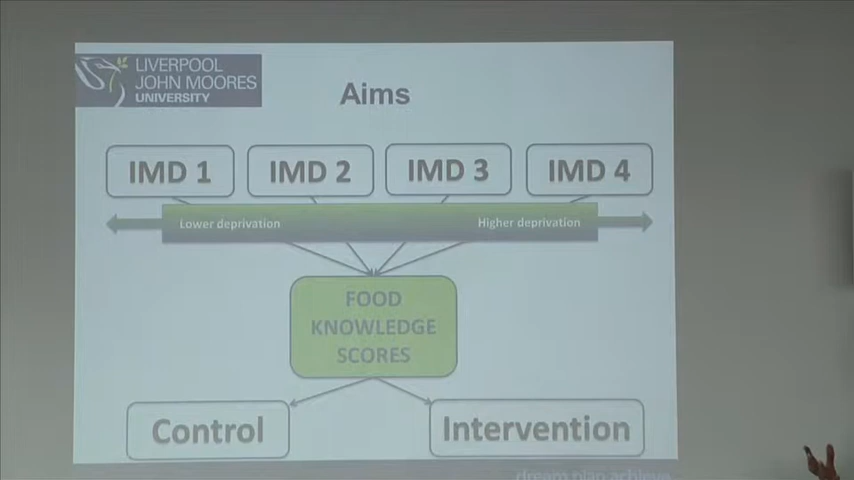 LIVERPOOL
JOHN MOORES
UNIVERSITY
Aims
IMD 1
IMD 2
IMD 3
IMD 4
Lower deprivation
Higher deprivation
FOOD
KNOWLEDGE
SCORES
Control
Intervention
dream plan achieve